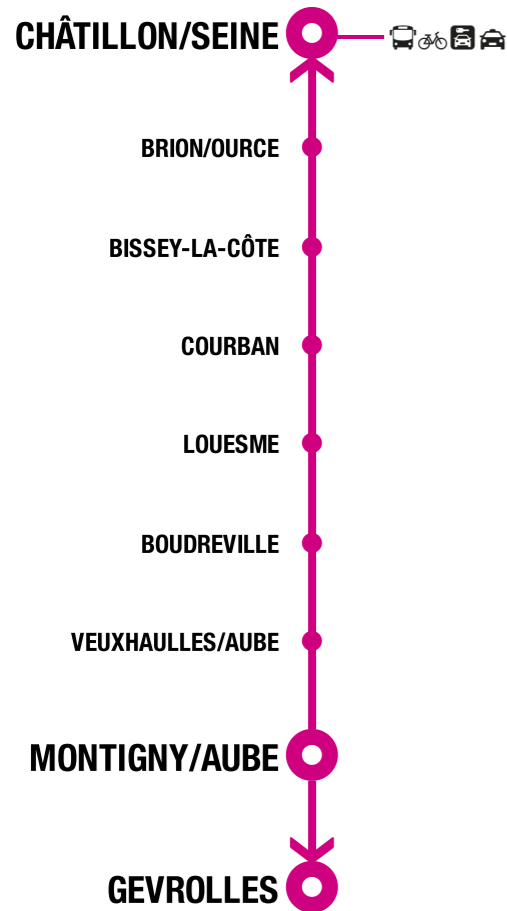 CHÂTILLON/SEINE
BRION/OURCE
BISSEY-LA-CÔTE
COURBAN
LOUESME
BOUDREVILLE
VEUXHAULLES/AUBE
MONTIGNY/AUBE
GEVROLLES